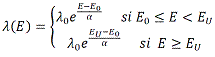 λ(E) = { λ₀e^((E−E₀)/α)  si E₀ ≤ E < E_U
λ₀e^((E_U−E₀)/α)  si E ≥ E_U